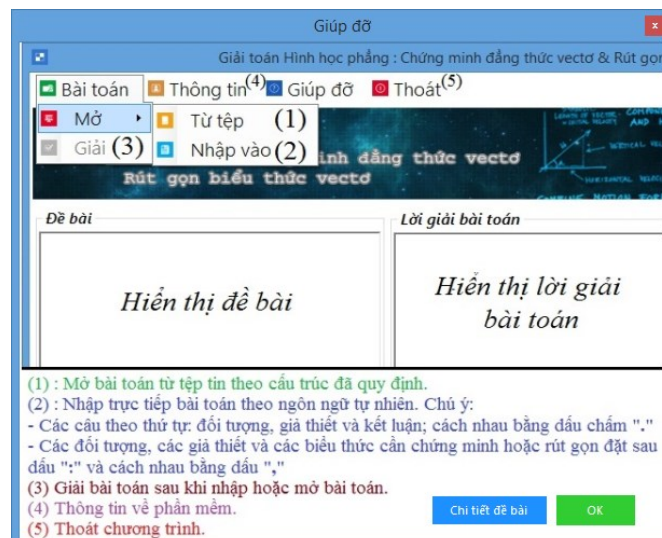 Giúp đỡ
x
Giải toán Hình học phẳng : Chứng minh đẳng thức vectơ & Rút gọn
Bài toán Thông tin(4) Giúp đỡ Thoát(5)
Mở Từ tệp (1)
Giải (3) Nhập vào (2)
inh đẳng thức vectơ
Rút gọn biểu thức vectơ
Đề bài Lời giải bài toán
Hiển thị đề bài
Hiển thị lời giải
bài toán
(1) : Mở bài toán từ tệp tin theo cấu trúc đã quy định.
(2) : Nhập trực tiếp bài toán theo ngôn ngữ tự nhiên. Chú ý:
- Các câu theo thứ tự: đối tượng, giả thiết và kết luận; cách nhau bằng dấu chấm "."
- Các đối tượng, các giả thiết và các biểu thức cần chứng minh hoặc rút gọn đặt sau
dấu ":" và cách nhau bằng dấu ","
(3) Giải bài toán sau khi nhập hoặc mở bài toán.
(4) Thông tin về phần mềm.
(5) Thoát chương trình.
Chi tiết đề bài OK